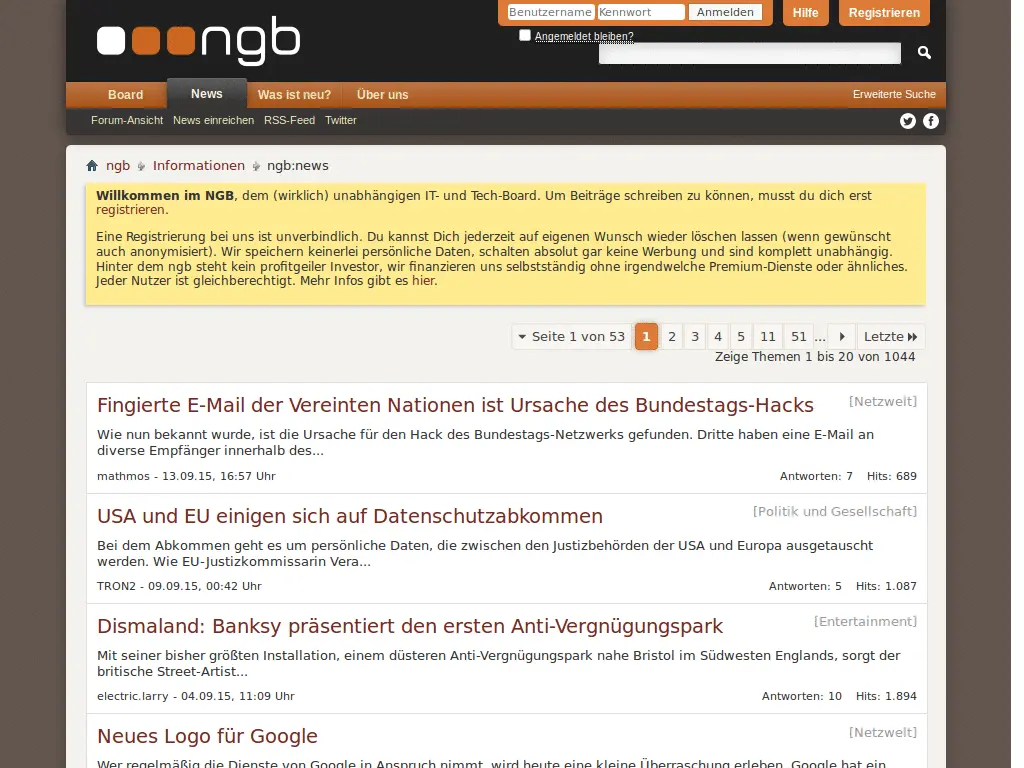 ngb
Benutzername Kennwort Anmelden Hilfe Registrieren
Angemeldet bleiben?
Board News Was ist neu? Über uns Erweiterte Suche
Forum-Ansicht News einreichen RSS-Feed Twitter
ngb Informationen ngb:news
Willkommen im NGB, dem (wirklich) unabhängigen IT- und Tech-Board. Um Beiträge schreiben zu können, musst du dich erst
registrieren.
Eine Registrierung bei uns ist unverbindlich. Du kannst Dich jederzeit auf eigenen Wunsch wieder löschen lassen (wenn gewünscht
auch anonymisiert). Wir speichern keinerlei persönliche Daten, schalten absolut gar keine Werbung und sind komplett unabhängig.
Hinter dem ngb steht kein profitgeiler Investor, wir finanzieren uns selbstständig ohne irgendwelche Premium-Dienste oder ähnliches.
Jeder Nutzer ist gleichberechtigt. Mehr Infos gibt es hier.
Seite 1 von 53 1 2 3 4 5 11 51 ... Letzte
Zeige Themen 1 bis 20 von 1044
Fingierte E-Mail der Vereinten Nationen ist Ursache des Bundestags-Hacks [Netzwelt]
Wie nun bekannt wurde, ist die Ursache für den Hack des Bundestags-Netzwerks gefunden. Dritte haben eine E-Mail an
diverse Empfänger innerhalb des...
mathmos - 13.09.15, 16:57 Uhr Antworten: 7 Hits: 689
USA und EU einigen sich auf Datenschutzabkommen [Politik und Gesellschaft]
Bei dem Abkommen geht es um persönliche Daten, die zwischen den Justizbehörden der USA und Europa ausgetauscht
werden. Wie EU-Justizkommissarin Vera...
TRON2 - 09.09.15, 00:42 Uhr Antworten: 5 Hits: 1.087
Dismaland: Banksy präsentiert den ersten Anti-Vergnügungspark [Entertainment]
Mit seiner bisher größten Installation, einem düsteren Anti-Vergnügungspark nahe Bristol im Südwesten Englands, sorgt der
britische Street-Artist...
electric.larry - 04.09.15, 11:09 Uhr Antworten: 10 Hits: 1.894
Neues Logo für Google [Netzwelt]
Wer regelmäßig die Dienste von Google in Anspruch nimmt, wird heute eine kleine Überraschung erleben. Google hat ein